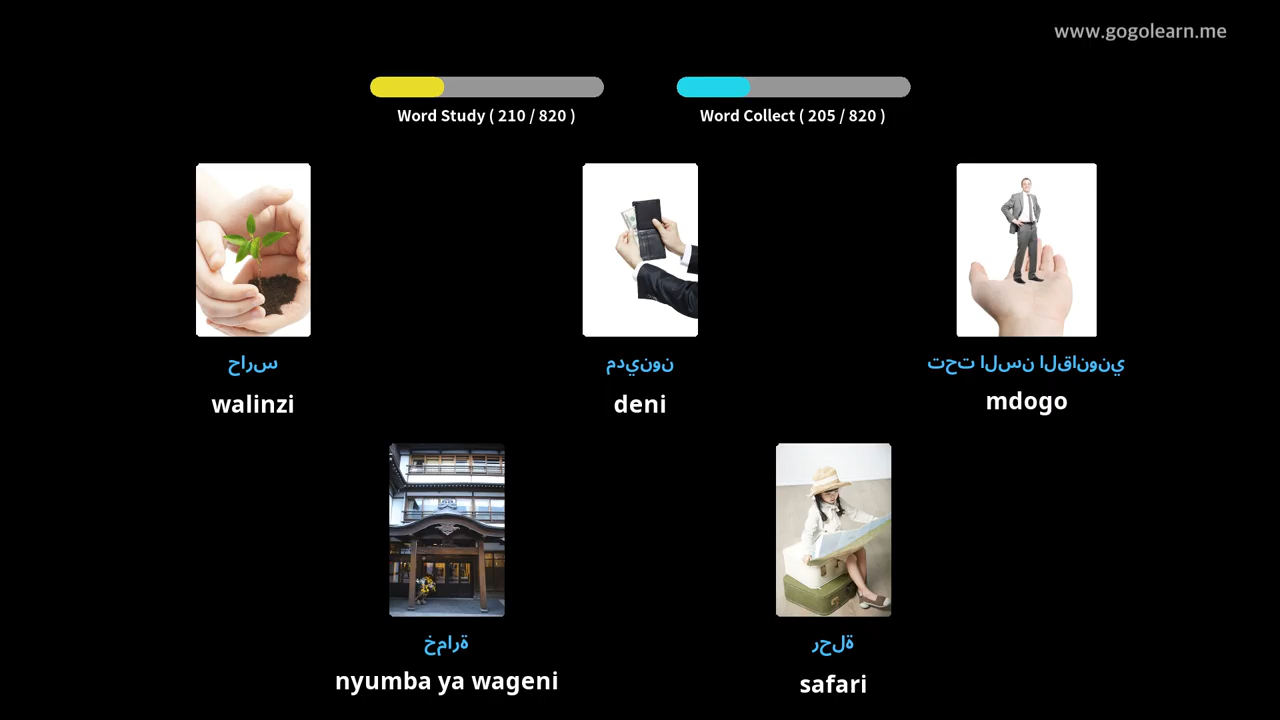 www.gogolearn.me
Word Study ( 210 / 820 )
Word Collect ( 205 / 820 )
حارس
مدينون
تحت السن القانوني
walinzi
deni
mdogo
خمارة
رحلة
nyumba ya wageni
safari